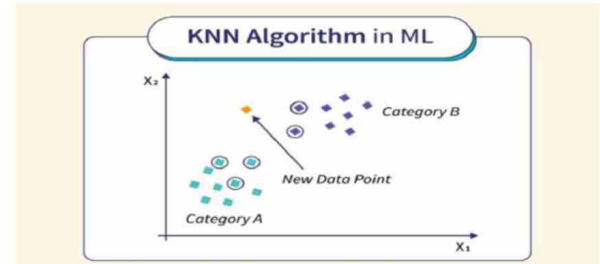 KNN Algorithm in ML
X₂
Category B
New Data Point
Category A
X₁